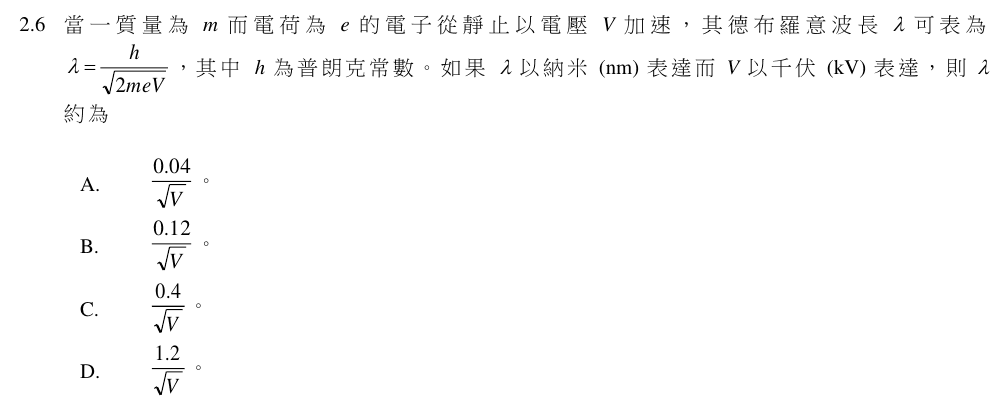 2.6 當一質量為 m 而電荷為 e 的電子從靜止以電壓 V 加速，其德布羅意波長 λ 可表為
λ = h / √(2meV) ，其中 h 為普朗克常數。如果 λ 以納米 (nm) 表達而 V 以千伏 (kV) 表達，則 λ
約為
A. 0.04 / √V 。
B. 0.12 / √V 。
C. 0.4 / √V 。
D. 1.2 / √V 。